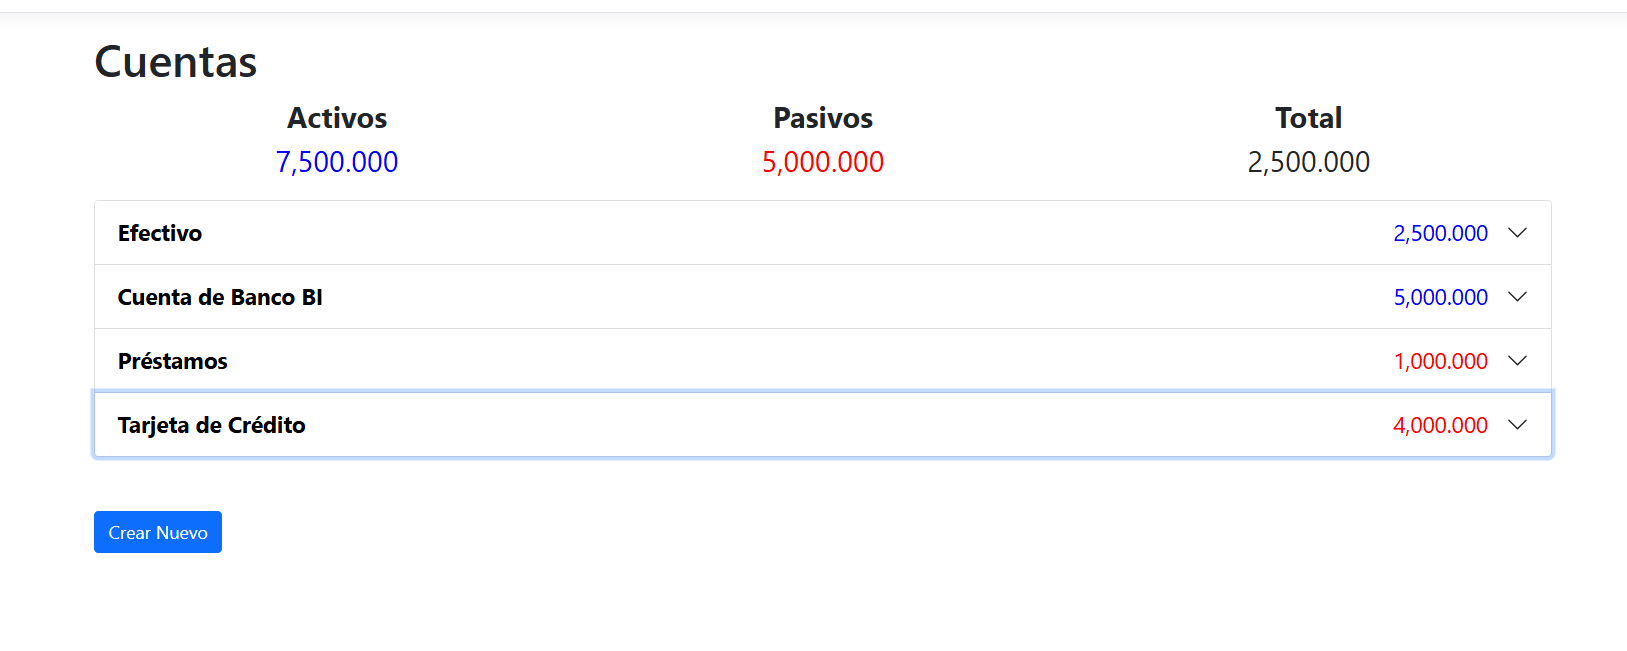 Cuentas
Activos Pasivos Total
7,500.000 5,000.000 2,500.000
Efectivo 2,500.000
Cuenta de Banco BI 5,000.000
Préstamos 1,000.000
Tarjeta de Crédito 4,000.000
Crear Nuevo